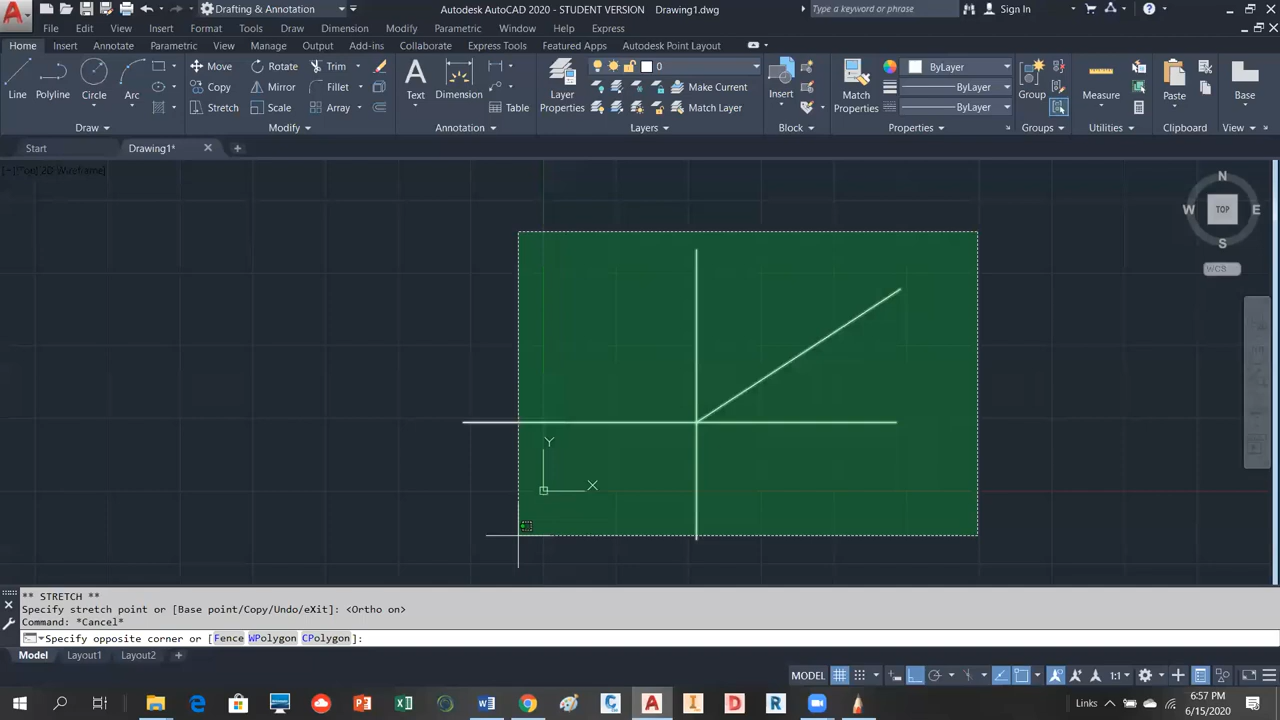 Drafting & Annotation
Autodesk AutoCAD 2020 - STUDENT VERSION Drawing1.dwg
Type a keyword or phrase
Sign In
File Edit View Insert Format Tools Draw Dimension Modify Parametric Window Help Express
Home Insert Annotate Parametric View Manage Output Add-ins Collaborate Express Tools Featured Apps Autodesk Point Layout
Line Polyline Circle Arc
Move Rotate Trim
Copy Mirror Fillet
Stretch Scale Array
Text Dimension Table
Layer Properties
0
Make Current
Match Layer
Insert
Match Properties
ByLayer
ByLayer
ByLayer
Group
Measure
Paste
Base
Draw Modify Annotation Layers Block Properties Groups Utilities Clipboard View
Start Drawing1*
2D Wireframe]
N
W TOP E
S
WCS
Y
X
** STRETCH **
Specify stretch point or [Base point/Copy/Undo/eXit]: <Ortho on>
Command: *Cancel*
Specify opposite corner or [Fence WPolygon CPolygon]:
Model Layout1 Layout2 +
MODEL 1:1
Links
6:57 PM
6/15/2020